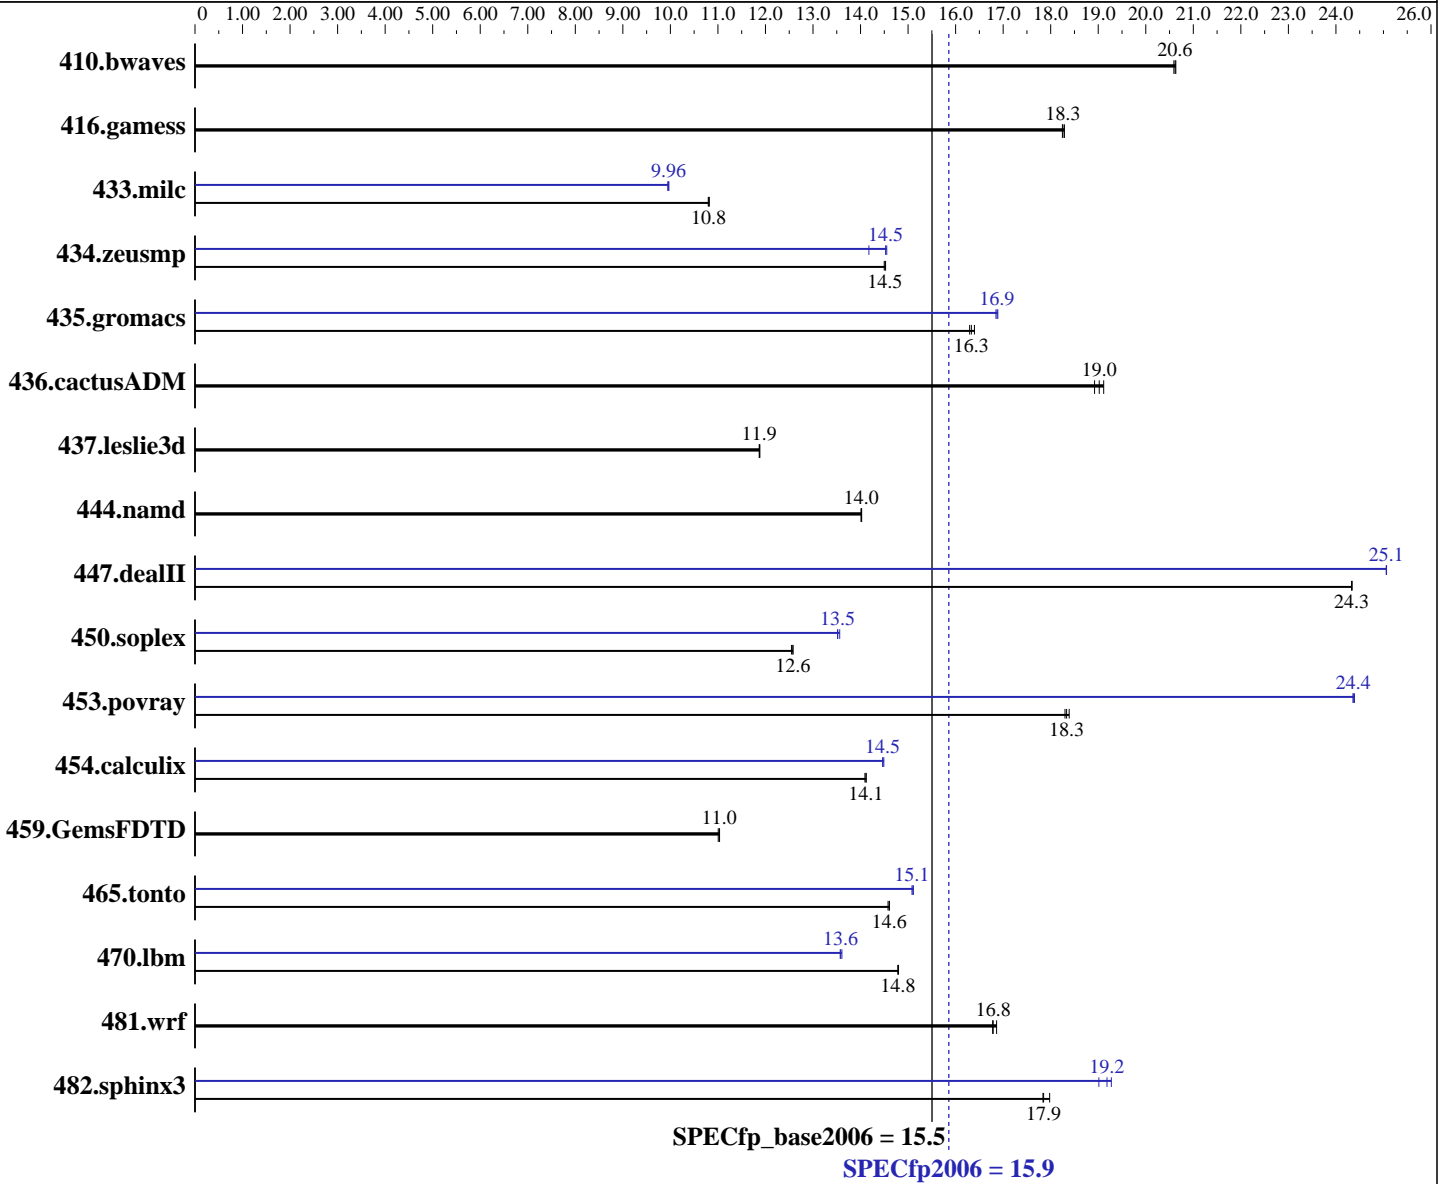 0 1.00 2.00 3.00 4.00 5.00 6.00 7.00 8.00 9.00 10.0 11.0 12.0 13.0 14.0 15.0 16.0 17.0 18.0 19.0 20.0 21.0 22.0 23.0 24.0 26.0
410.bwaves 20.6
416.gamess 18.3
433.milc 9.96
10.8
434.zeusmp 14.5
14.5
435.gromacs 16.9
16.3
436.cactusADM 19.0
437.leslie3d 11.9
444.namd 14.0
447.dealII 25.1
24.3
450.soplex 13.5
12.6
453.povray 24.4
18.3
454.calculix 14.5
14.1
459.GemsFDTD 11.0
465.tonto 15.1
14.6
470.lbm 13.6
14.8
481.wrf 16.8
482.sphinx3 19.2
17.9
SPECfp_base2006 = 15.5
SPECfp2006 = 15.9